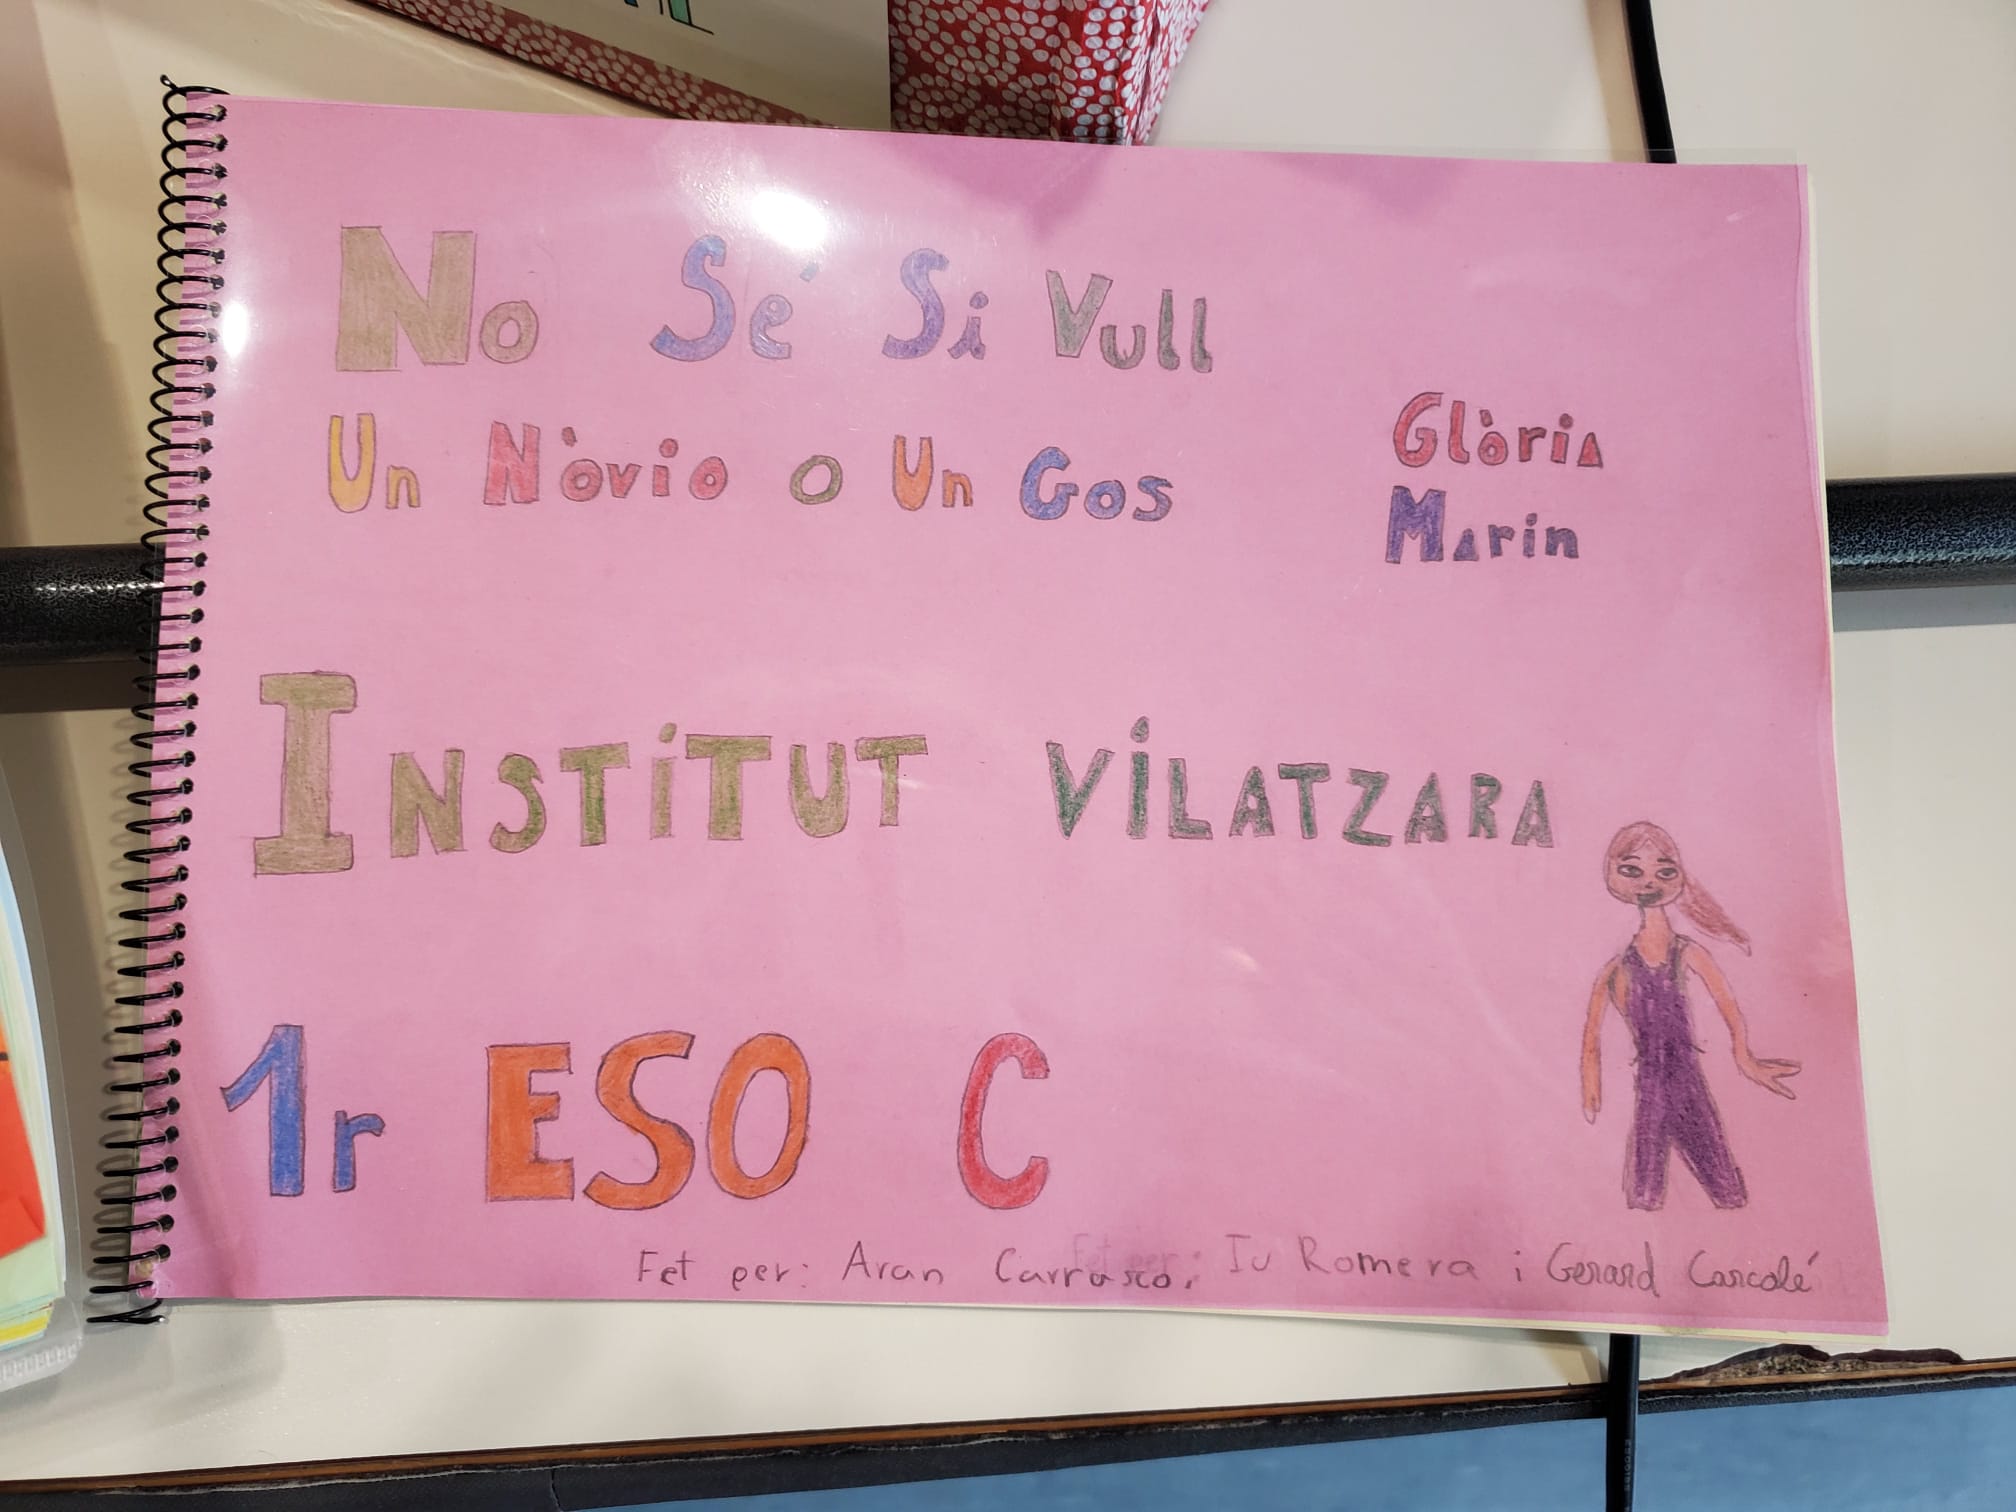 No Sé Si Vull
Un Nòvio o Un Gos
Glòria
Marin
INSTiTUT ViLATZARA
1r ESO C
Fet per: Aran Carrasco, Iu Romera i Gerard Carcolé